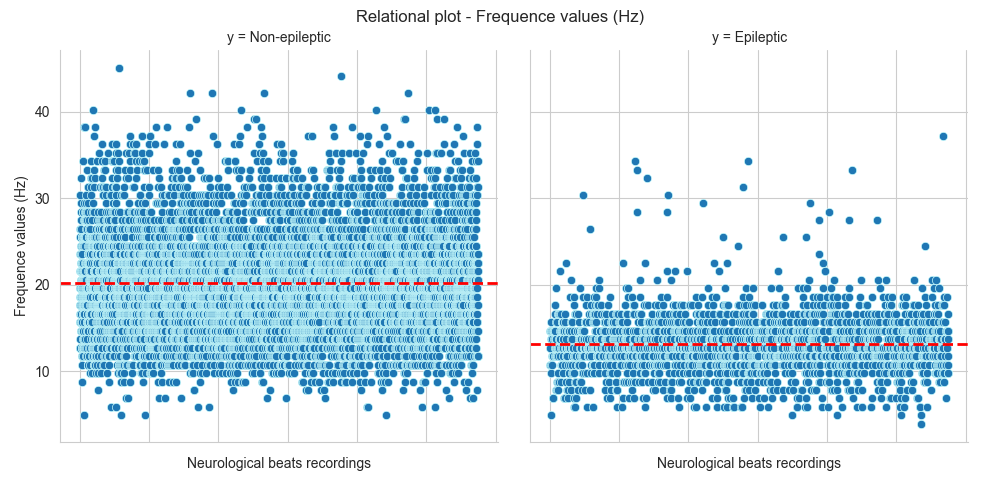 Relational plot - Frequence values (Hz)
y = Non-epileptic
y = Epileptic
Frequence values (Hz)
40
30
20
10
Neurological beats recordings
Neurological beats recordings